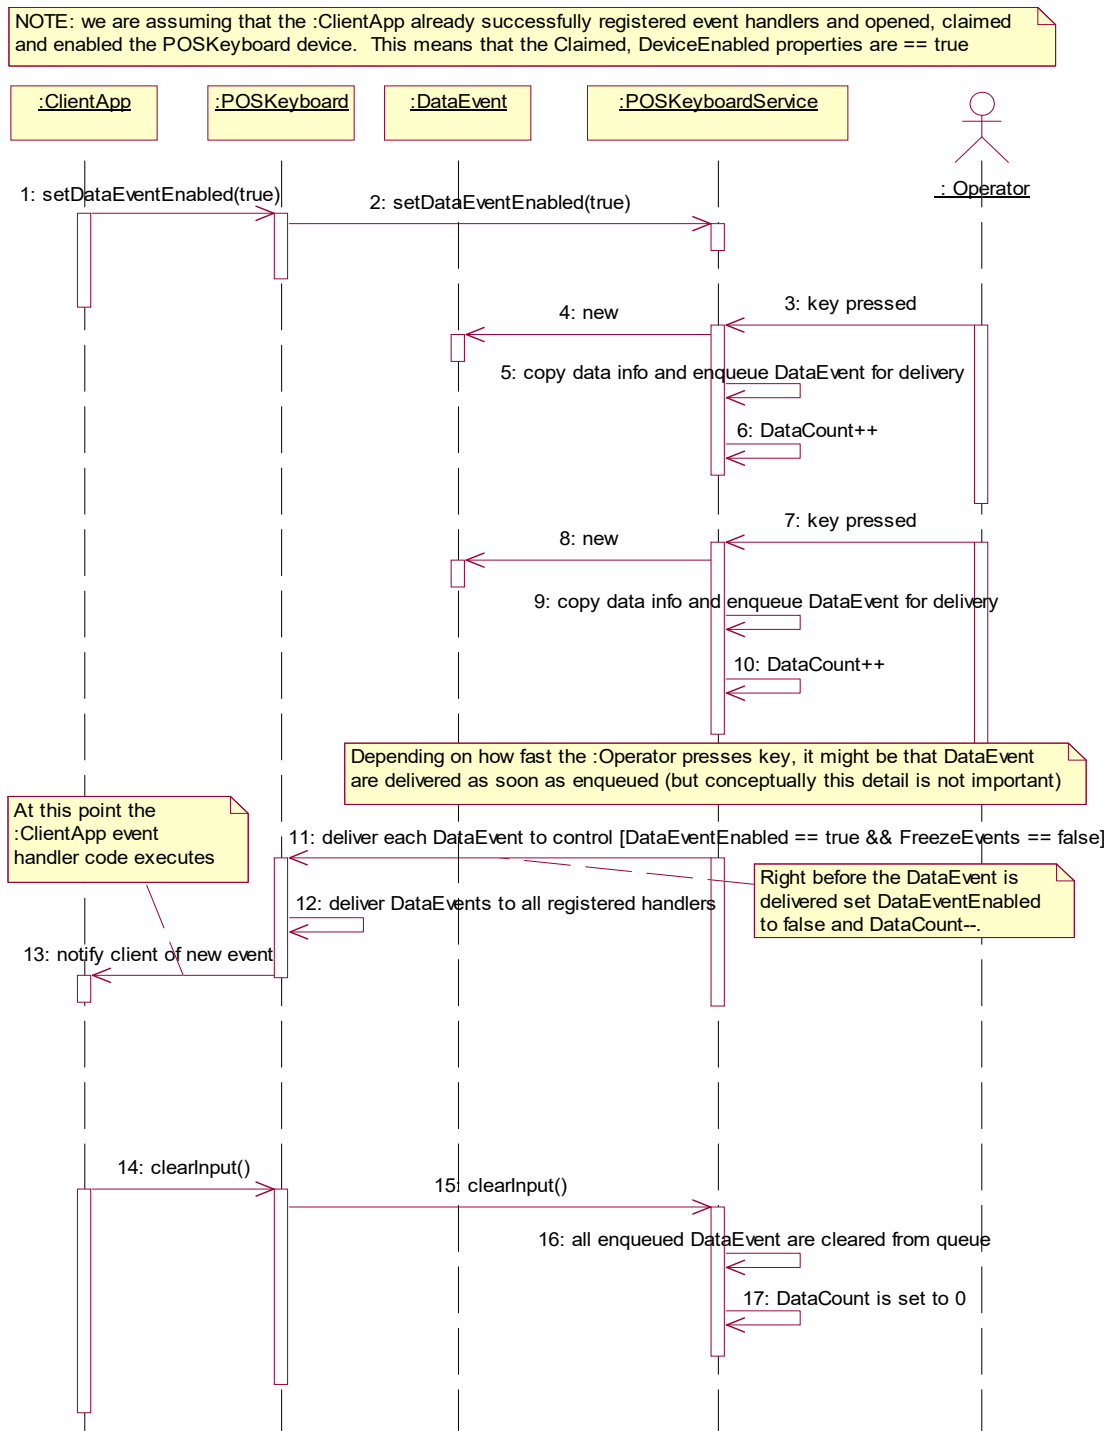 NOTE: we are assuming that the :ClientApp already successfully registered event handlers and opened, claimed
and enabled the POSKeyboard device.  This means that the Claimed, DeviceEnabled properties are == true
:ClientApp
:POSKeyboard
:DataEvent
:POSKeyboardService
: Operator
1: setDataEventEnabled(true)
2: setDataEventEnabled(true)
3: key pressed
4: new
5: copy data info and enqueue DataEvent for delivery
6: DataCount++
7: key pressed
8: new
9: copy data info and enqueue DataEvent for delivery
10: DataCount++
Depending on how fast the :Operator presses key, it might be that DataEvent
are delivered as soon as enqueued (but conceptually this detail is not important)
At this point the
:ClientApp event
handler code executes
11: deliver each DataEvent to control [DataEventEnabled == true && FreezeEvents == false]
Right before the DataEvent is
delivered set DataEventEnabled
to false and DataCount--.
12: deliver DataEvents to all registered handlers
13: notify client of new event
14: clearInput()
15: clearInput()
16: all enqueued DataEvent are cleared from queue
17: DataCount is set to 0